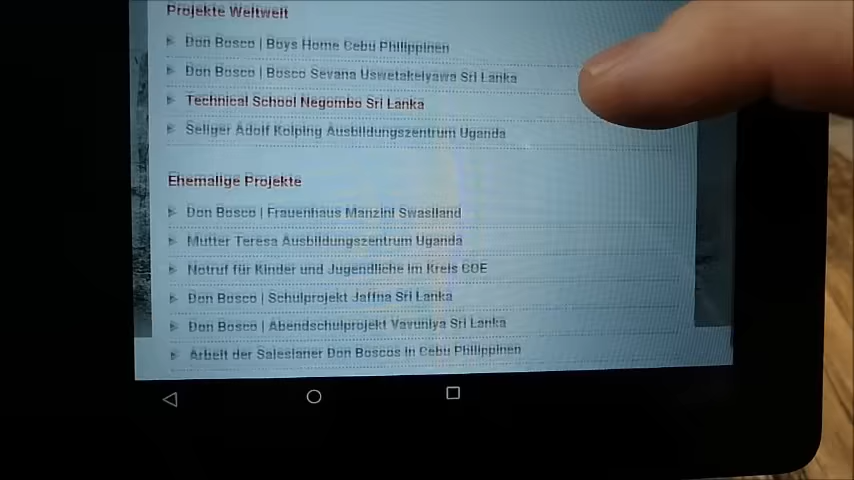 Projekte Weltweit
Don Bosco | Boys Home Cebu Philippinen
Don Bosco | Bosco Sevana Uswetakeiyawa Sri Lanka
Technical School Negombo Sri Lanka
Seliger Adolf Kolping Ausbildungszentrum Uganda
Ehemalige Projekte
Don Bosco | Frauenhaus Manzini Swasiland
Mutter Teresa Ausbildungszentrum Uganda
Notruf für Kinder und Jugendliche im Kreis COE
Don Bosco | Schulprojekt Jaffna Sri Lanka
Don Bosco | Abendschulprojekt Vavuniya Sri Lanka
Arbeit der Salesianer Don Boscos in Cebu Philippinen